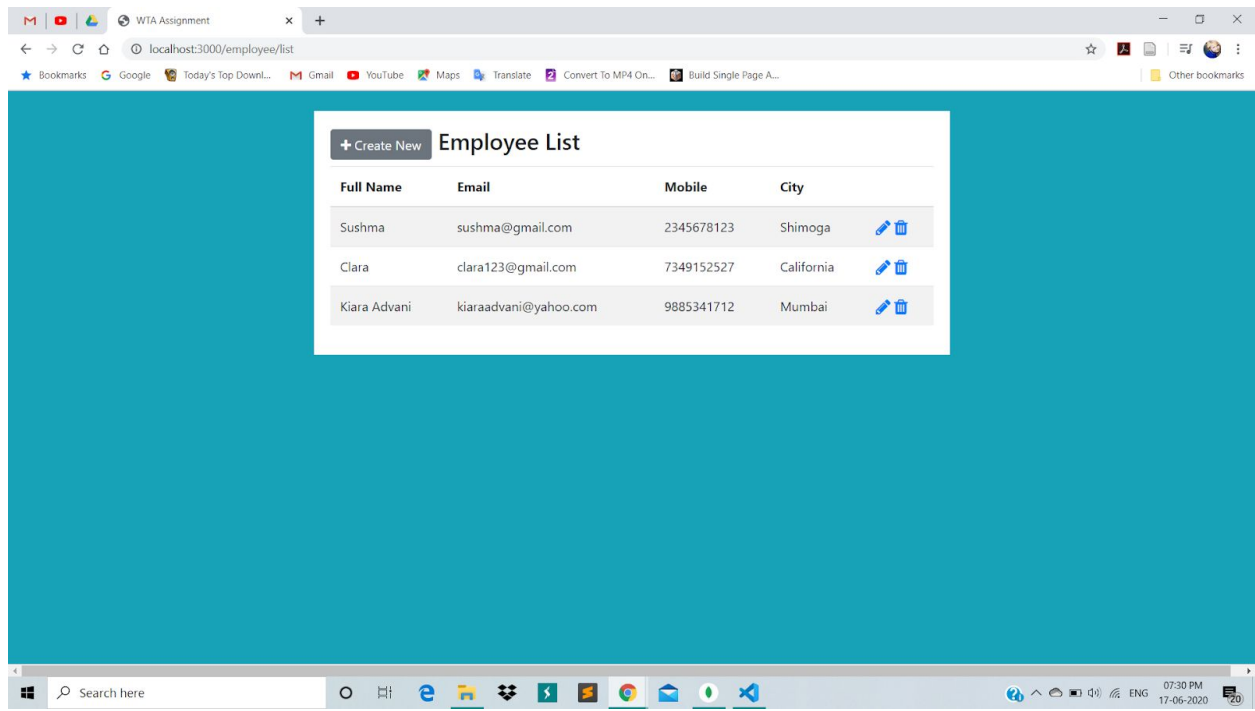 WTA Assignment
localhost:3000/employee/list
Bookmarks Google Today's Top Downl... Gmail YouTube Maps Translate 2 Convert To MP4 On... Build Single Page A... Other bookmarks
+ Create New Employee List
Full Name Email Mobile City
Sushma sushma@gmail.com 2345678123 Shimoga
Clara clara123@gmail.com 7349152527 California
Kiara Advani kiaraadvani@yahoo.com 9885341712 Mumbai
Search here
ENG
07:30 PM
17-06-2020
20